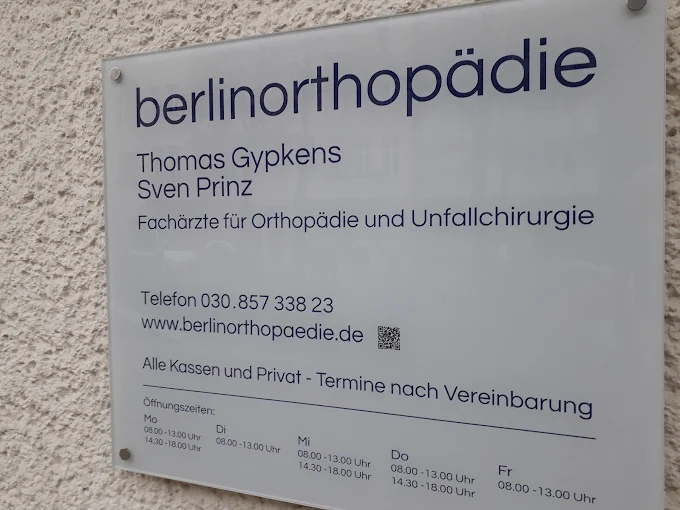 berlinorthopädie
Thomas Gypkens
Sven Prinz
Fachärzte für Orthopädie und Unfallchirurgie
Telefon 030.857 338 23
www.berlinorthopaedie.de
Alle Kassen und Privat - Termine nach Vereinbarung
Öffnungszeiten:
Mo
08.00 -13.00 Uhr
14.30 -18.00 Uhr
Di
08.00 -13.00 Uhr
Mi
08.00 -13.00 Uhr
14.30 -18.00 Uhr
Do
08.00 -13.00 Uhr
14.30 -18.00 Uhr
Fr
08.00 -13.00 Uhr